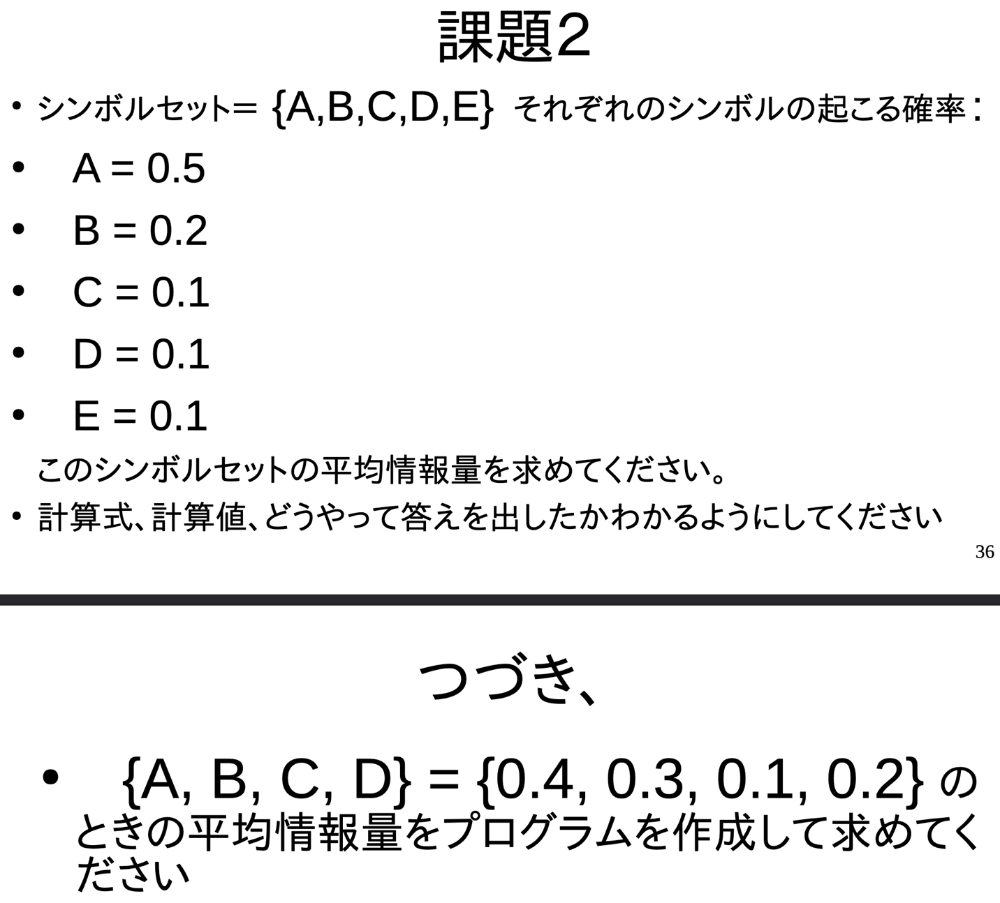 課題2
• シンボルセット= {A,B,C,D,E} それぞれのシンボルの起こる確率：
• A = 0.5
• B = 0.2
• C = 0.1
• D = 0.1
• E = 0.1
このシンボルセットの平均情報量を求めてください。
• 計算式、計算値、どうやって答えを出したかわかるようにしてください
36
つづき、
• {A, B, C, D} = {0.4, 0.3, 0.1, 0.2} の
ときの平均情報量をプログラムを作成して求めてく
ださい